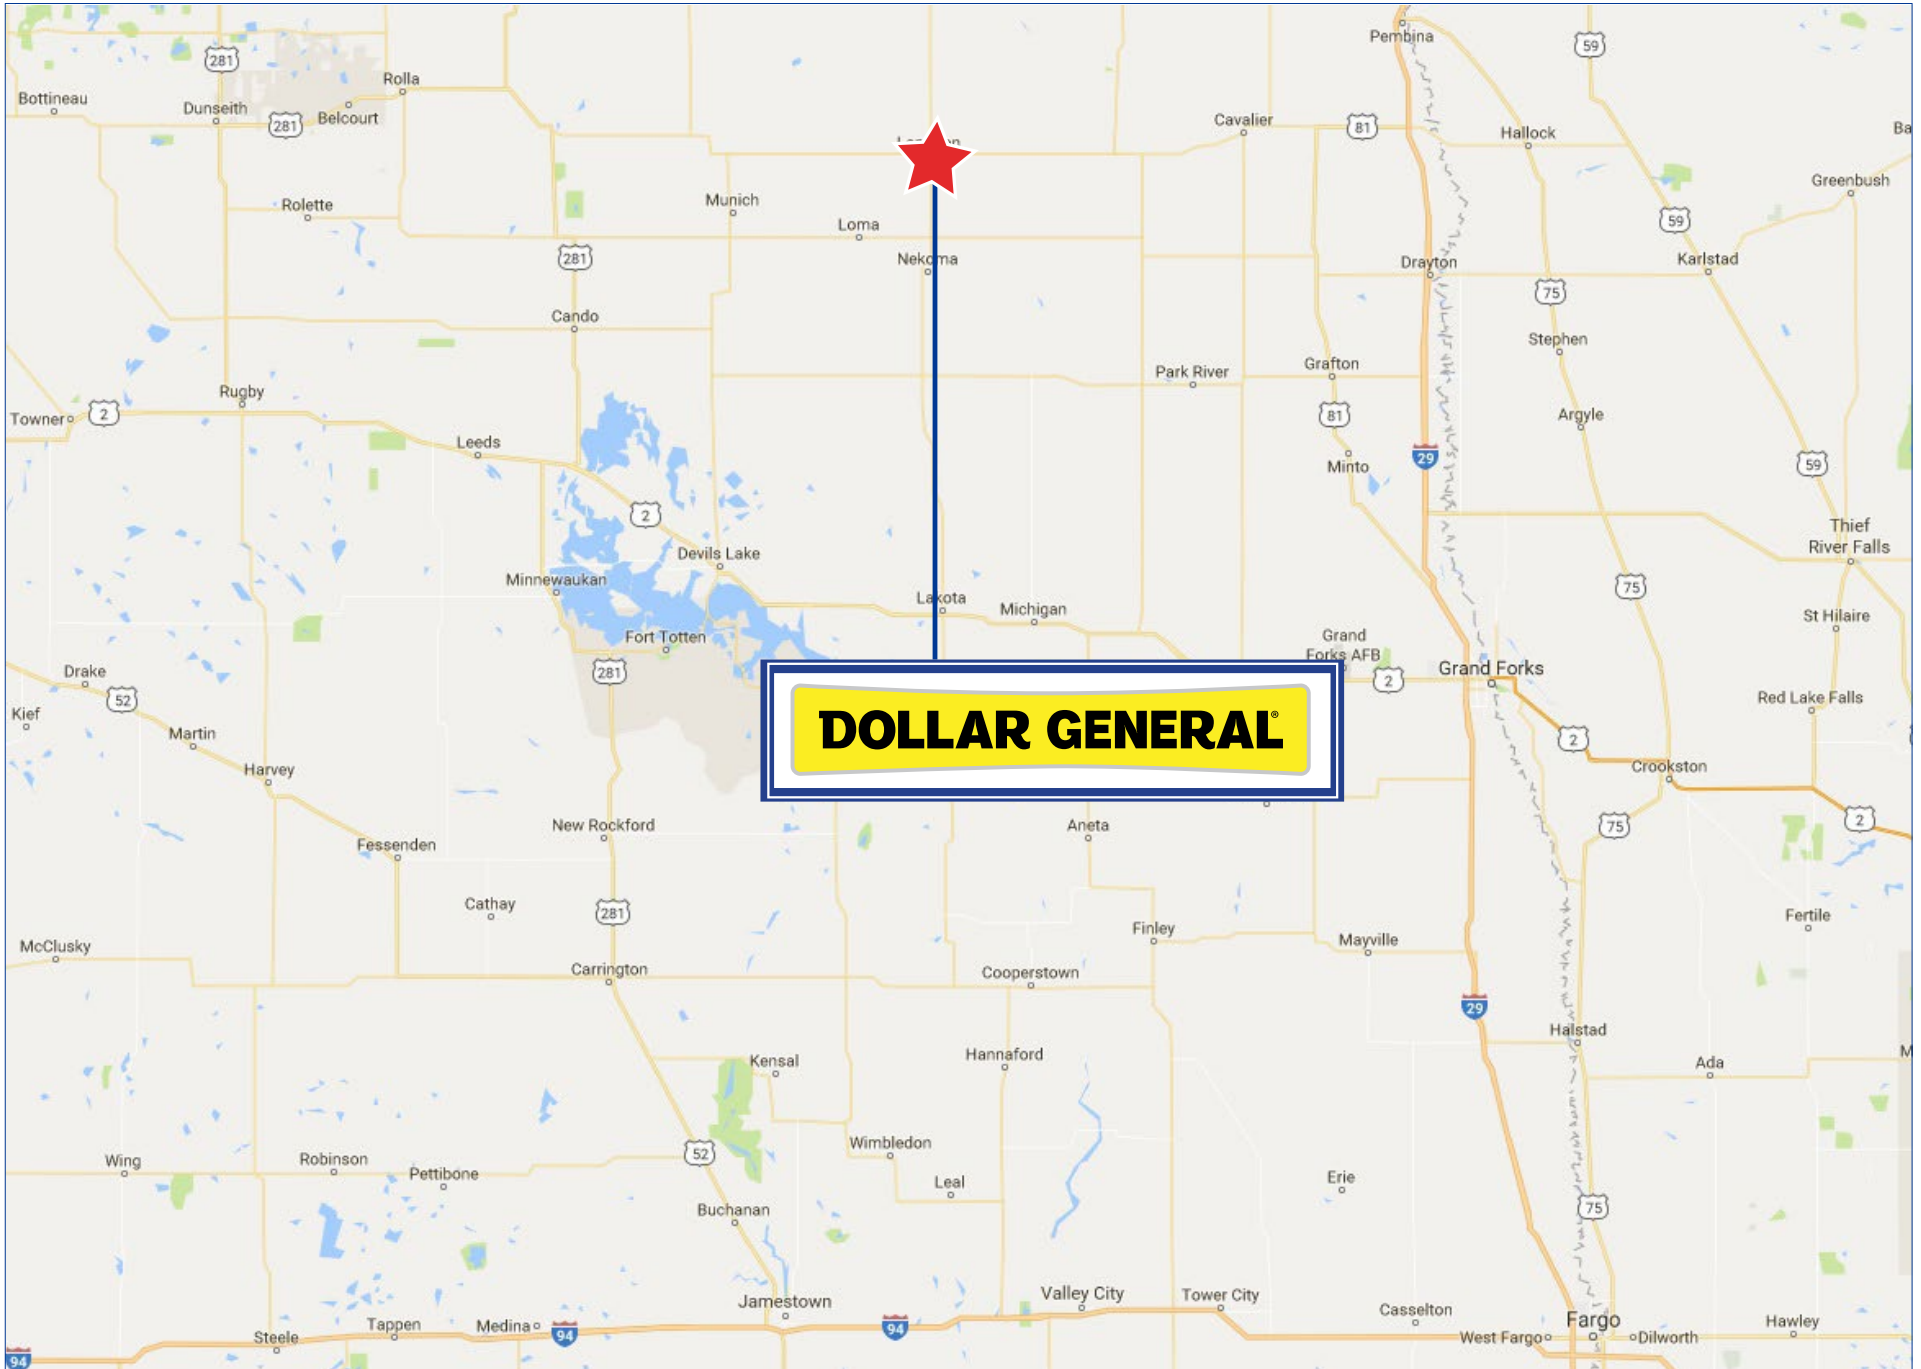 Pembina
59
281
Rolla
Bottineau
Dunseith
281
Belcourt
Cavalier
81
Hallock
Ba
Greenbush
Munich
Rolette
Loma
59
281
Nekoma
Drayton
Karlstad
75
Cando
Stephen
Park River
Grafton
Rugby
Towner
2
81
Argyle
Leeds
29
Minto
59
2
Thief
River Falls
Devils Lake
Minnewaukan
75
Lakota
Michigan
St Hilaire
Fort Totten
Grand
Forks AFB
281
Grand Forks
2
Drake
52
Red Lake Falls
Kief
DOLLAR GENERAL®
Martin
2
Harvey
Crookston
New Rockford
Aneta
75
2
Fessenden
Cathay
281
Fertile
Finley
McClusky
Mayville
Carrington
Cooperstown
29
Halstad
Kensal
Hannaford
Ada
M
Wimbledon
52
Wing
Robinson
Pettibone
Leal
Erie
Buchanan
75
Jamestown
Valley City
Tower City
Casselton
Fargo
Hawley
Steele
Tappen
Medina
94
94
West Fargo
Dilworth
94